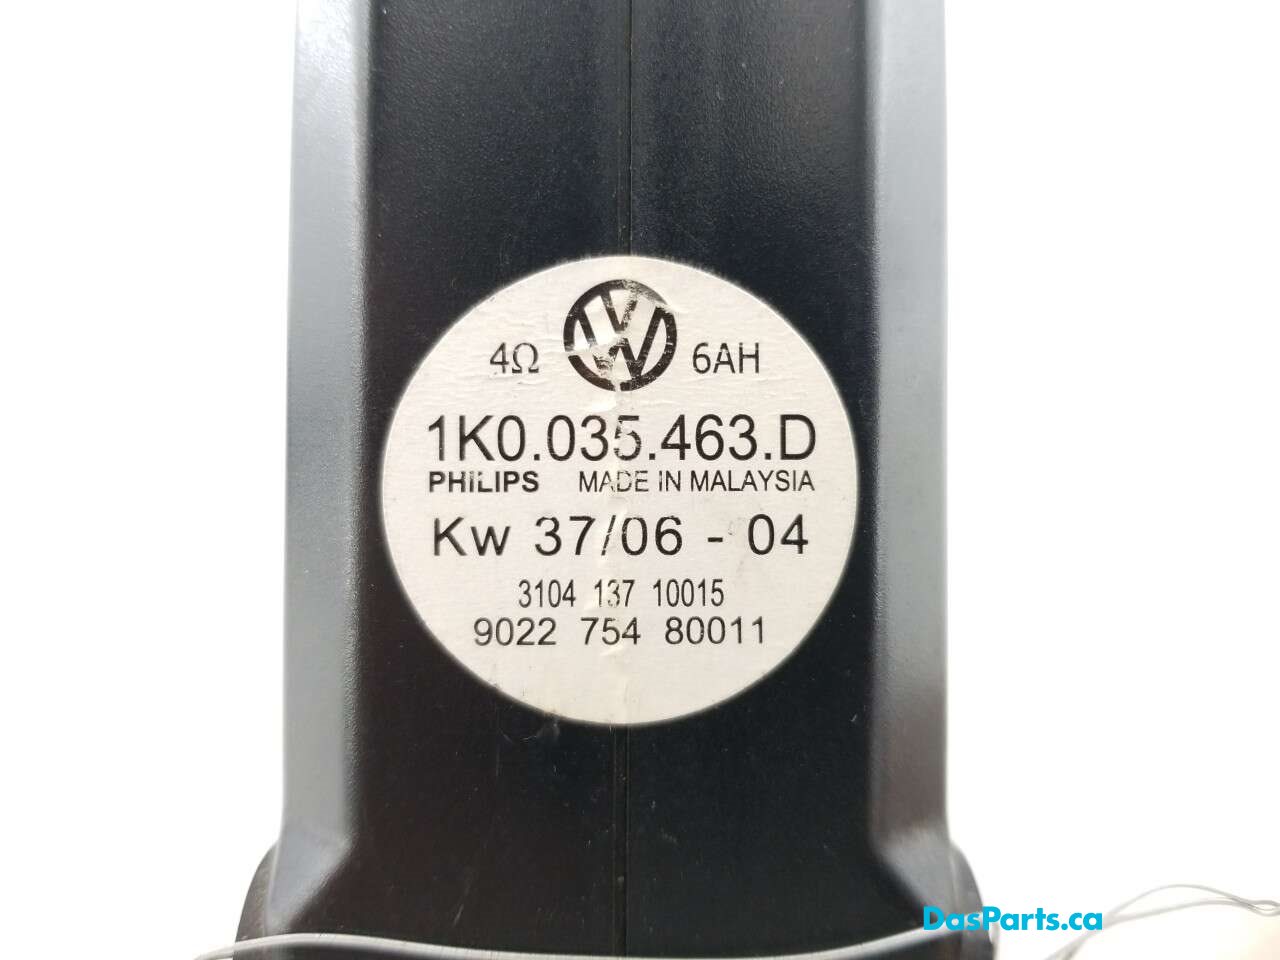 4Ω 6AH
1K0.035.463.D
PHILIPS MADE IN MALAYSIA
Kw 37/06 - 04
3104 137 10015
9022 754 80011
DasParts.ca